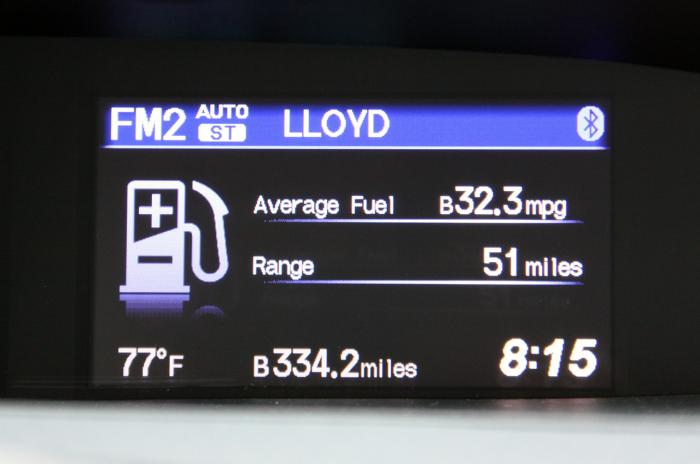 FM2 AUTO ST LLOYD
Average Fuel B32.3mpg
Range 51miles
77°F B334.2miles 8:15